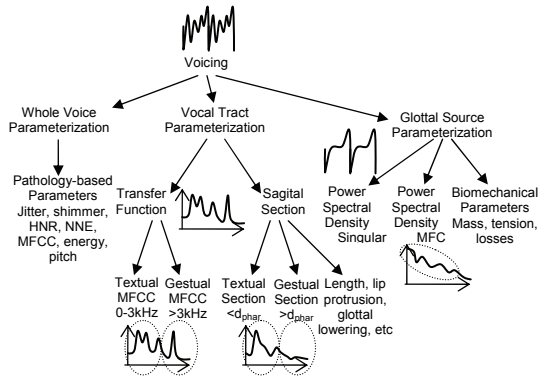 Voicing
Whole Voice
Parameterization
Vocal Tract
Parameterization
Glottal Source
Parameterization
Pathology-based
Parameters
Jitter, shimmer,
HNR, NNE,
MFCC, energy,
pitch
Transfer
Function
Sagital
Section
Power
Spectral
Density
Singular
Power
Spectral
Density
MFC
Biomechanical
Parameters
Mass, tension,
losses
Textual
MFCC
0-3kHz
Gestual
MFCC
>3kHz
Textual
Section
<dphar
Gestual
Section
>dphar
Length, lip
protrusion,
glottal
lowering, etc